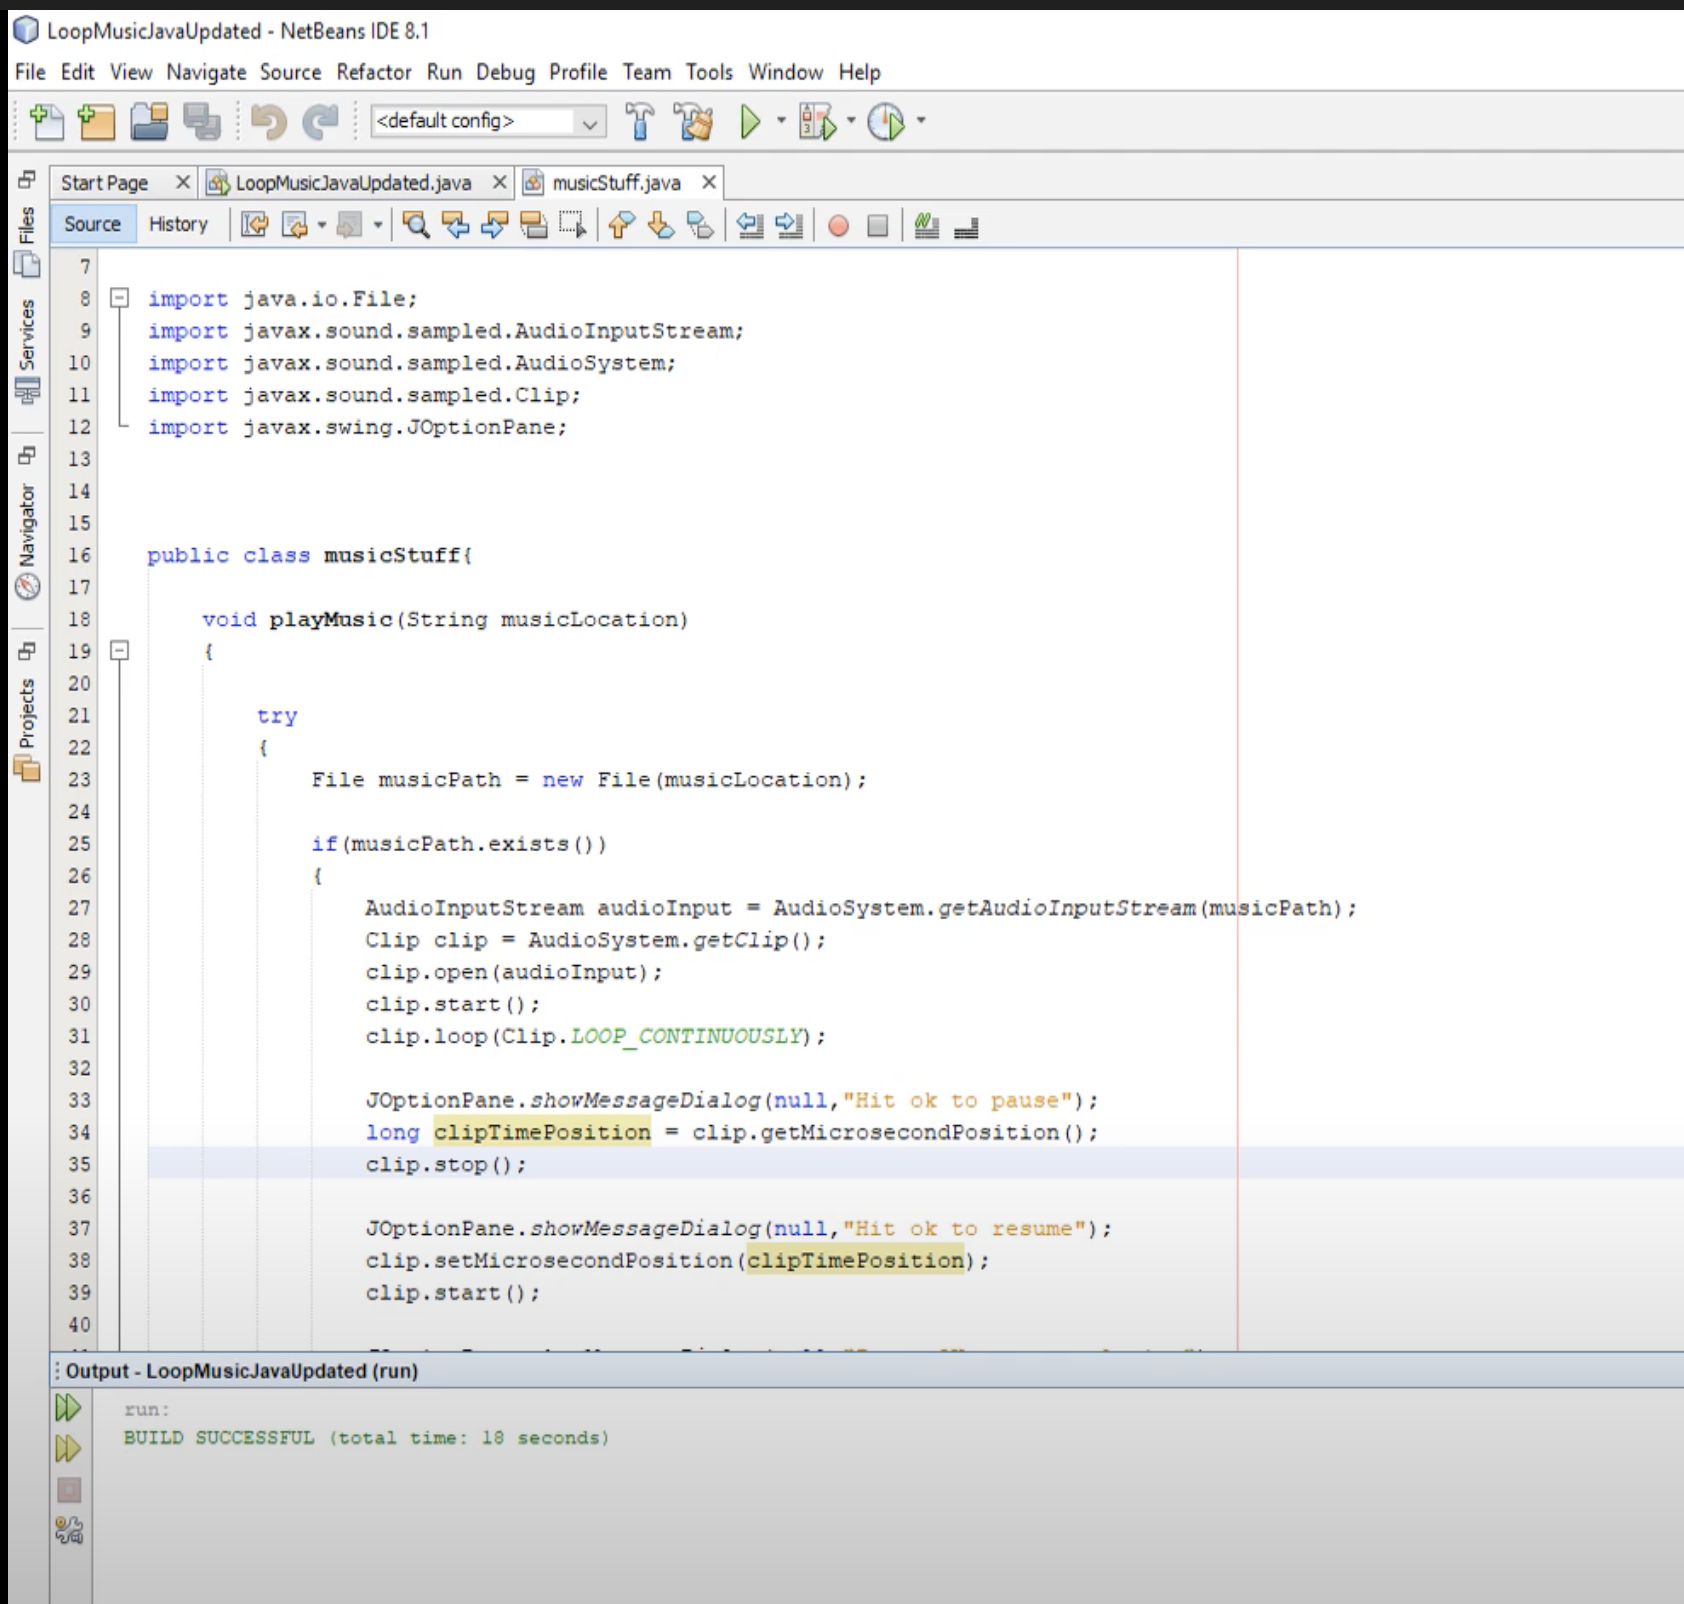 LoopMusicJavaUpdated - NetBeans IDE 8.1
File Edit View Navigate Source Refactor Run Debug Profile Team Tools Window Help
<default config>
Start Page LoopMusicJavaUpdated.java musicStuff.java
Source History
Files
Services
Navigator
Projects
7
8 import java.io.File;
9 import javax.sound.sampled.AudioInputStream;
10 import javax.sound.sampled.AudioSystem;
11 import javax.sound.sampled.Clip;
12 import javax.swing.JOptionPane;
13
14
15
16 public class musicStuff{
17
18 void playMusic(String musicLocation)
19 {
20
21 try
22 {
23 File musicPath = new File(musicLocation);
24
25 if(musicPath.exists())
26 {
27 AudioInputStream audioInput = AudioSystem.getAudioInputStream(musicPath);
28 Clip clip = AudioSystem.getClip();
29 clip.open(audioInput);
30 clip.start();
31 clip.loop(Clip.LOOP_CONTINUOUSLY);
32
33 JOptionPane.showMessageDialog(null,"Hit ok to pause");
34 long clipTimePosition = clip.getMicrosecondPosition();
35 clip.stop();
36
37 JOptionPane.showMessageDialog(null,"Hit ok to resume");
38 clip.setMicrosecondPosition(clipTimePosition);
39 clip.start();
40
Output - LoopMusicJavaUpdated (run)
run:
BUILD SUCCESSFUL (total time: 18 seconds)